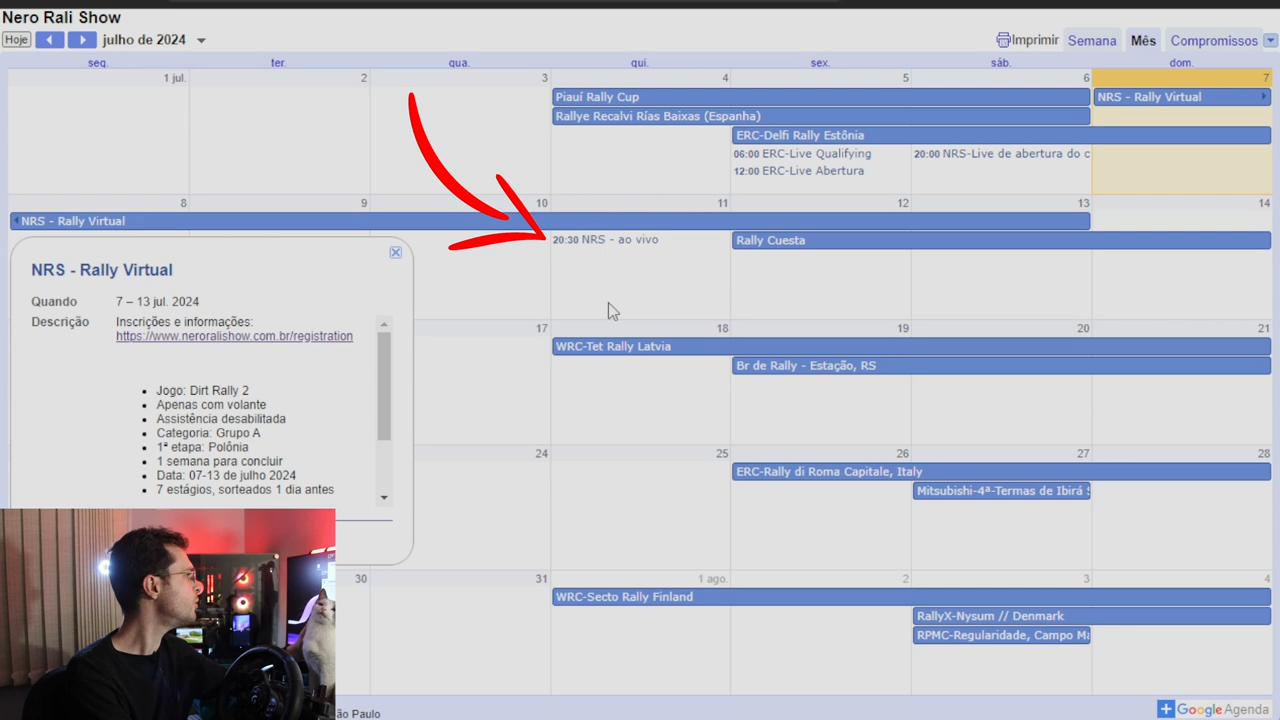 Nero Rali Show
Hoje
julho de 2024
Imprimir
Semana
Mês
Compromissos
seg.
ter.
qua.
qui.
sex.
sáb.
dom.
1 jul.
2
3
4
5
6
7
Piauí Rally Cup
NRS - Rally Virtual
Rallye Recalvi Rías Baixas (Espanha)
ERC-Delfi Rally Estônia
06:00 ERC-Live Qualifying
20:00 NRS-Live de abertura do c
12:00 ERC-Live Abertura
8
9
10
11
12
13
14
NRS - Rally Virtual
20:30 NRS - ao vivo
Rally Cuesta
NRS - Rally Virtual
Quando
7 – 13 jul. 2024
Descrição
Inscrições e informações:
https://www.neroralishow.com.br/registration
• Jogo: Dirt Rally 2
• Apenas com volante
• Assistência desabilitada
• Categoria: Grupo A
• 1ª etapa: Polônia
• 1 semana para concluir
• Data: 07-13 de julho 2024
• 7 estágios, sorteados 1 dia antes
17
18
19
20
21
WRC-Tet Rally Latvia
Br de Rally - Estação, RS
24
25
26
27
28
ERC-Rally di Roma Capitale, Italy
Mitsubishi-4ª-Termas de Ibirá
30
31
1 ago.
2
3
4
WRC-Secto Rally Finland
RallyX-Nysum // Denmark
RPMC-Regularidade, Campo Ma
ão Paulo
Google Agenda